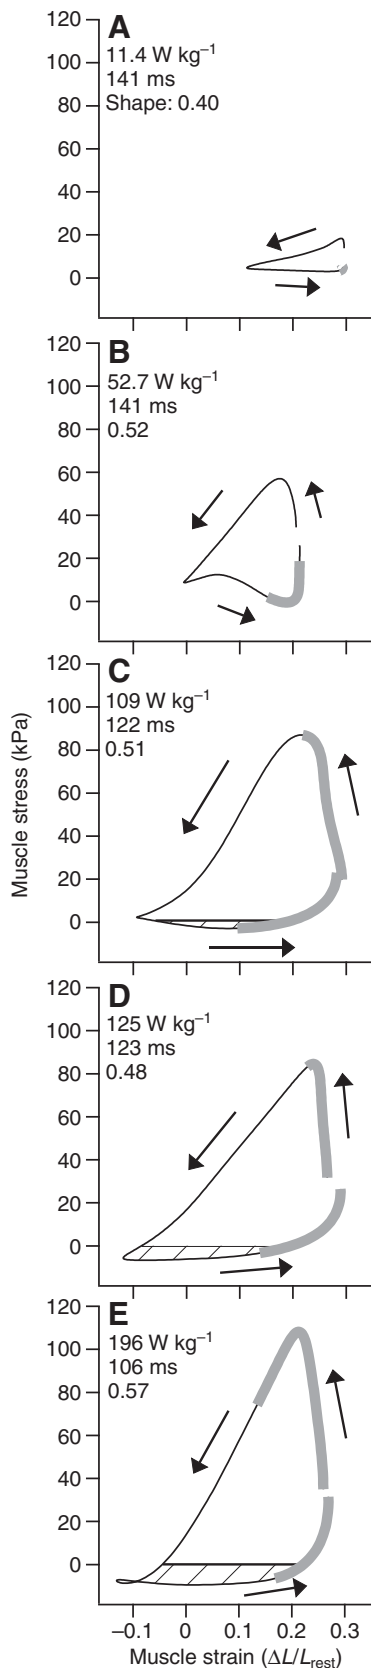 A
11.4 W kg⁻¹
141 ms
Shape: 0.40
120
100
80
60
40
20
0
B
52.7 W kg⁻¹
141 ms
0.52
120
100
80
60
40
20
0
C
109 W kg⁻¹
122 ms
0.51
120
100
80
60
40
20
0
Muscle stress (kPa)
D
125 W kg⁻¹
123 ms
0.48
120
100
80
60
40
20
0
E
196 W kg⁻¹
106 ms
0.57
120
100
80
60
40
20
0
–0.1 0 0.1 0.2 0.3
Muscle strain (ΔL/Lrest)